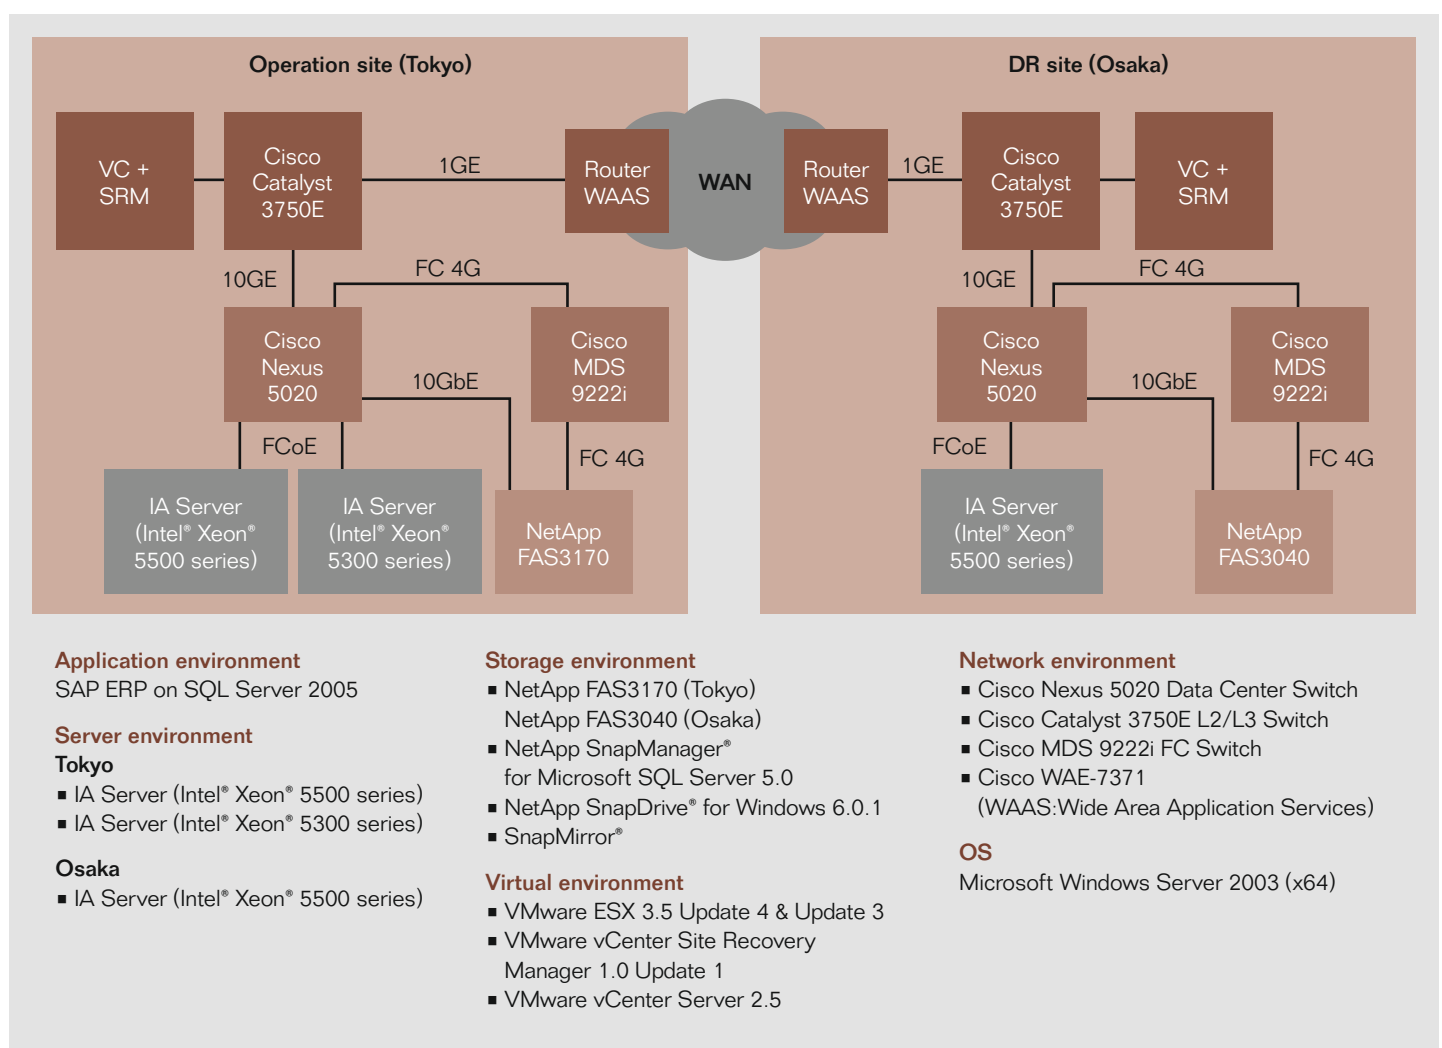 Operation site (Tokyo)
VC +
SRM
Cisco
Catalyst
3750E
1GE
Router
WAAS
WAN
10GE
FC 4G
Cisco
Nexus
5020
Cisco
MDS
9222i
10GbE
FCoE
FC 4G
IA Server
(Intel® Xeon®
5500 series)
IA Server
(Intel® Xeon®
5300 series)
NetApp
FAS3170
DR site (Osaka)
Router
WAAS
1GE
Cisco
Catalyst
3750E
VC +
SRM
10GE
FC 4G
Cisco
Nexus
5020
Cisco
MDS
9222i
10GbE
FCoE
FC 4G
IA Server
(Intel® Xeon®
5500 series)
NetApp
FAS3040
Application environment
SAP ERP on SQL Server 2005
Server environment
Tokyo
▪ IA Server (Intel® Xeon® 5500 series)
▪ IA Server (Intel® Xeon® 5300 series)
Osaka
▪ IA Server (Intel® Xeon® 5500 series)
Storage environment
▪ NetApp FAS3170 (Tokyo)
NetApp FAS3040 (Osaka)
▪ NetApp SnapManager®
for Microsoft SQL Server 5.0
▪ NetApp SnapDrive® for Windows 6.0.1
▪ SnapMirror®
Virtual environment
▪ VMware ESX 3.5 Update 4 & Update 3
▪ VMware vCenter Site Recovery
Manager 1.0 Update 1
▪ VMware vCenter Server 2.5
Network environment
▪ Cisco Nexus 5020 Data Center Switch
▪ Cisco Catalyst 3750E L2/L3 Switch
▪ Cisco MDS 9222i FC Switch
▪ Cisco WAE-7371
(WAAS:Wide Area Application Services)
OS
Microsoft Windows Server 2003 (x64)